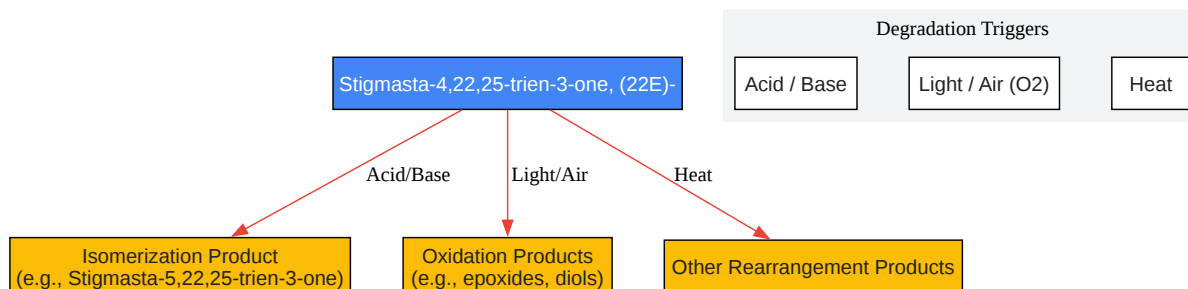 Degradation Triggers
Stigmasta-4,22,25-trien-3-one, (22E)-
Acid / Base
Light / Air (O2)
Heat
Acid/Base
Light/Air
Heat
Isomerization Product
(e.g., Stigmasta-5,22,25-trien-3-one)
Oxidation Products
(e.g., epoxides, diols)
Other Rearrangement Products